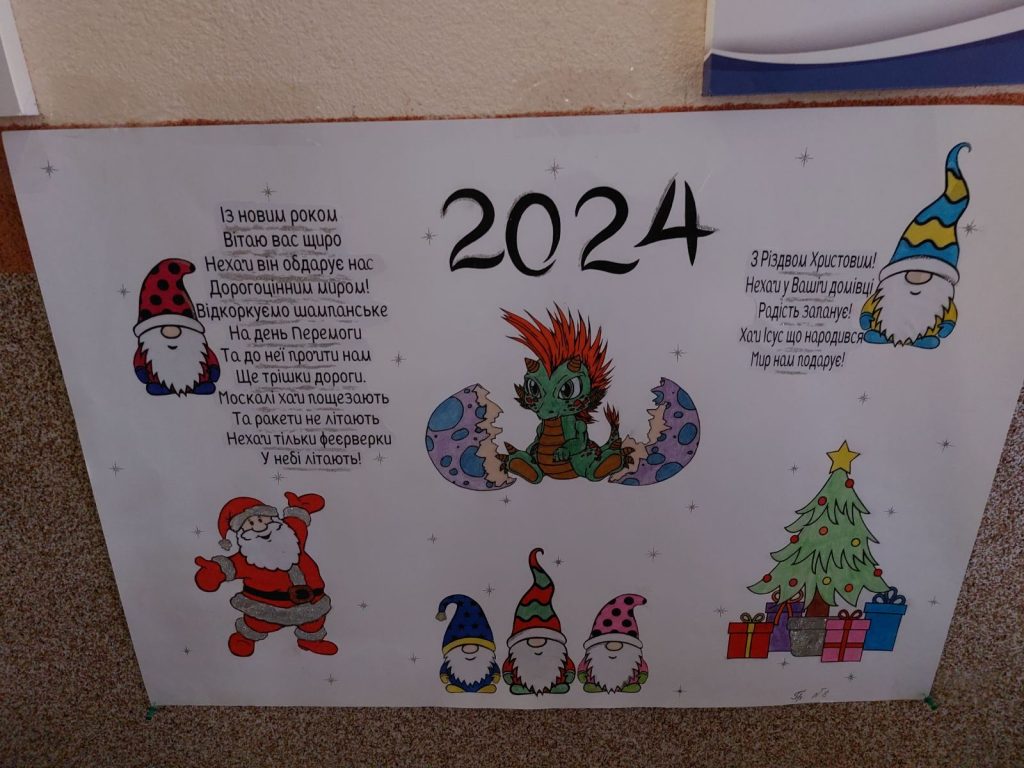 2024
Із новим роком
Вітаю вас щиро
Нехай він обдарує нас
Дорогоцінним миром!
Відкоркуємо шампанське
На день Перемоги
Та до неї пройти нам
Ще трішки дороги.
Москалі хай пощезають
Та ракети не літають
Нехай тільки феєрверки
У небі літають!
З Різдвом Христовим!
Нехай у Вашій домівці
Радість запанує!
Хай Ісус що народився
Мир нам подарує!